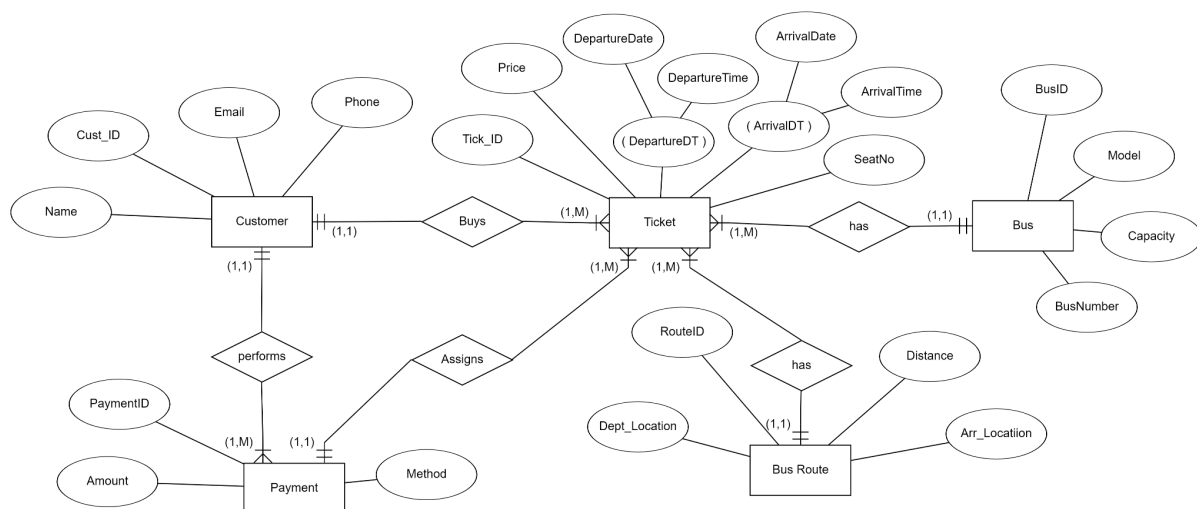 DepartureDate
ArrivalDate
Price
DepartureTime
ArrivalTime
BusID
Email
Phone
Cust_ID
Tick_ID
( DepartureDT )
( ArrivalDT )
SeatNo
Model
Name
Customer
(1,1)
Buys
(1,M)
Ticket
(1,M)
has
(1,1)
Bus
Capacity
(1,1)
(1,M)
(1,M)
BusNumber
RouteID
Distance
performs
Assigns
has
PaymentID
Dept_Location
Arr_Locatiion
(1,M)
(1,1)
(1,1)
Amount
Payment
Method
Bus Route